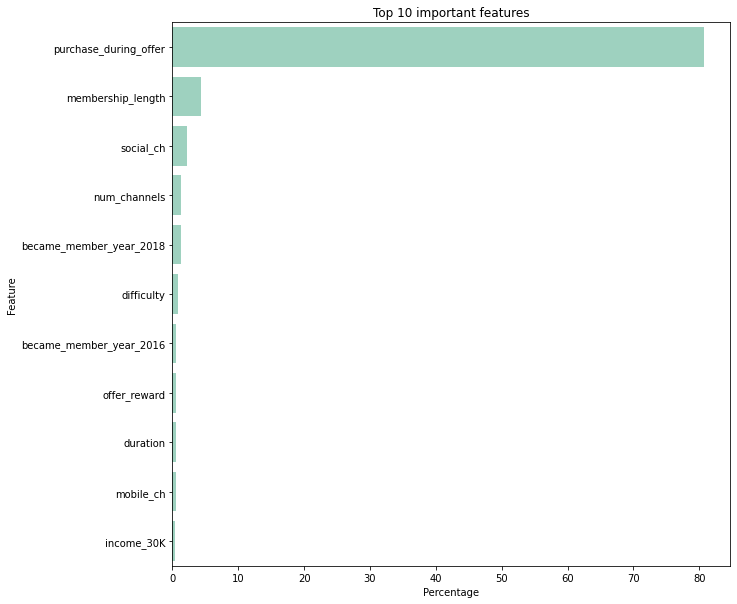 Top 10 important features
purchase_during_offer
membership_length
social_ch
num_channels
became_member_year_2018
difficulty
became_member_year_2016
offer_reward
duration
mobile_ch
income_30K
Feature
0 10 20 30 40 50 60 70 80
Percentage